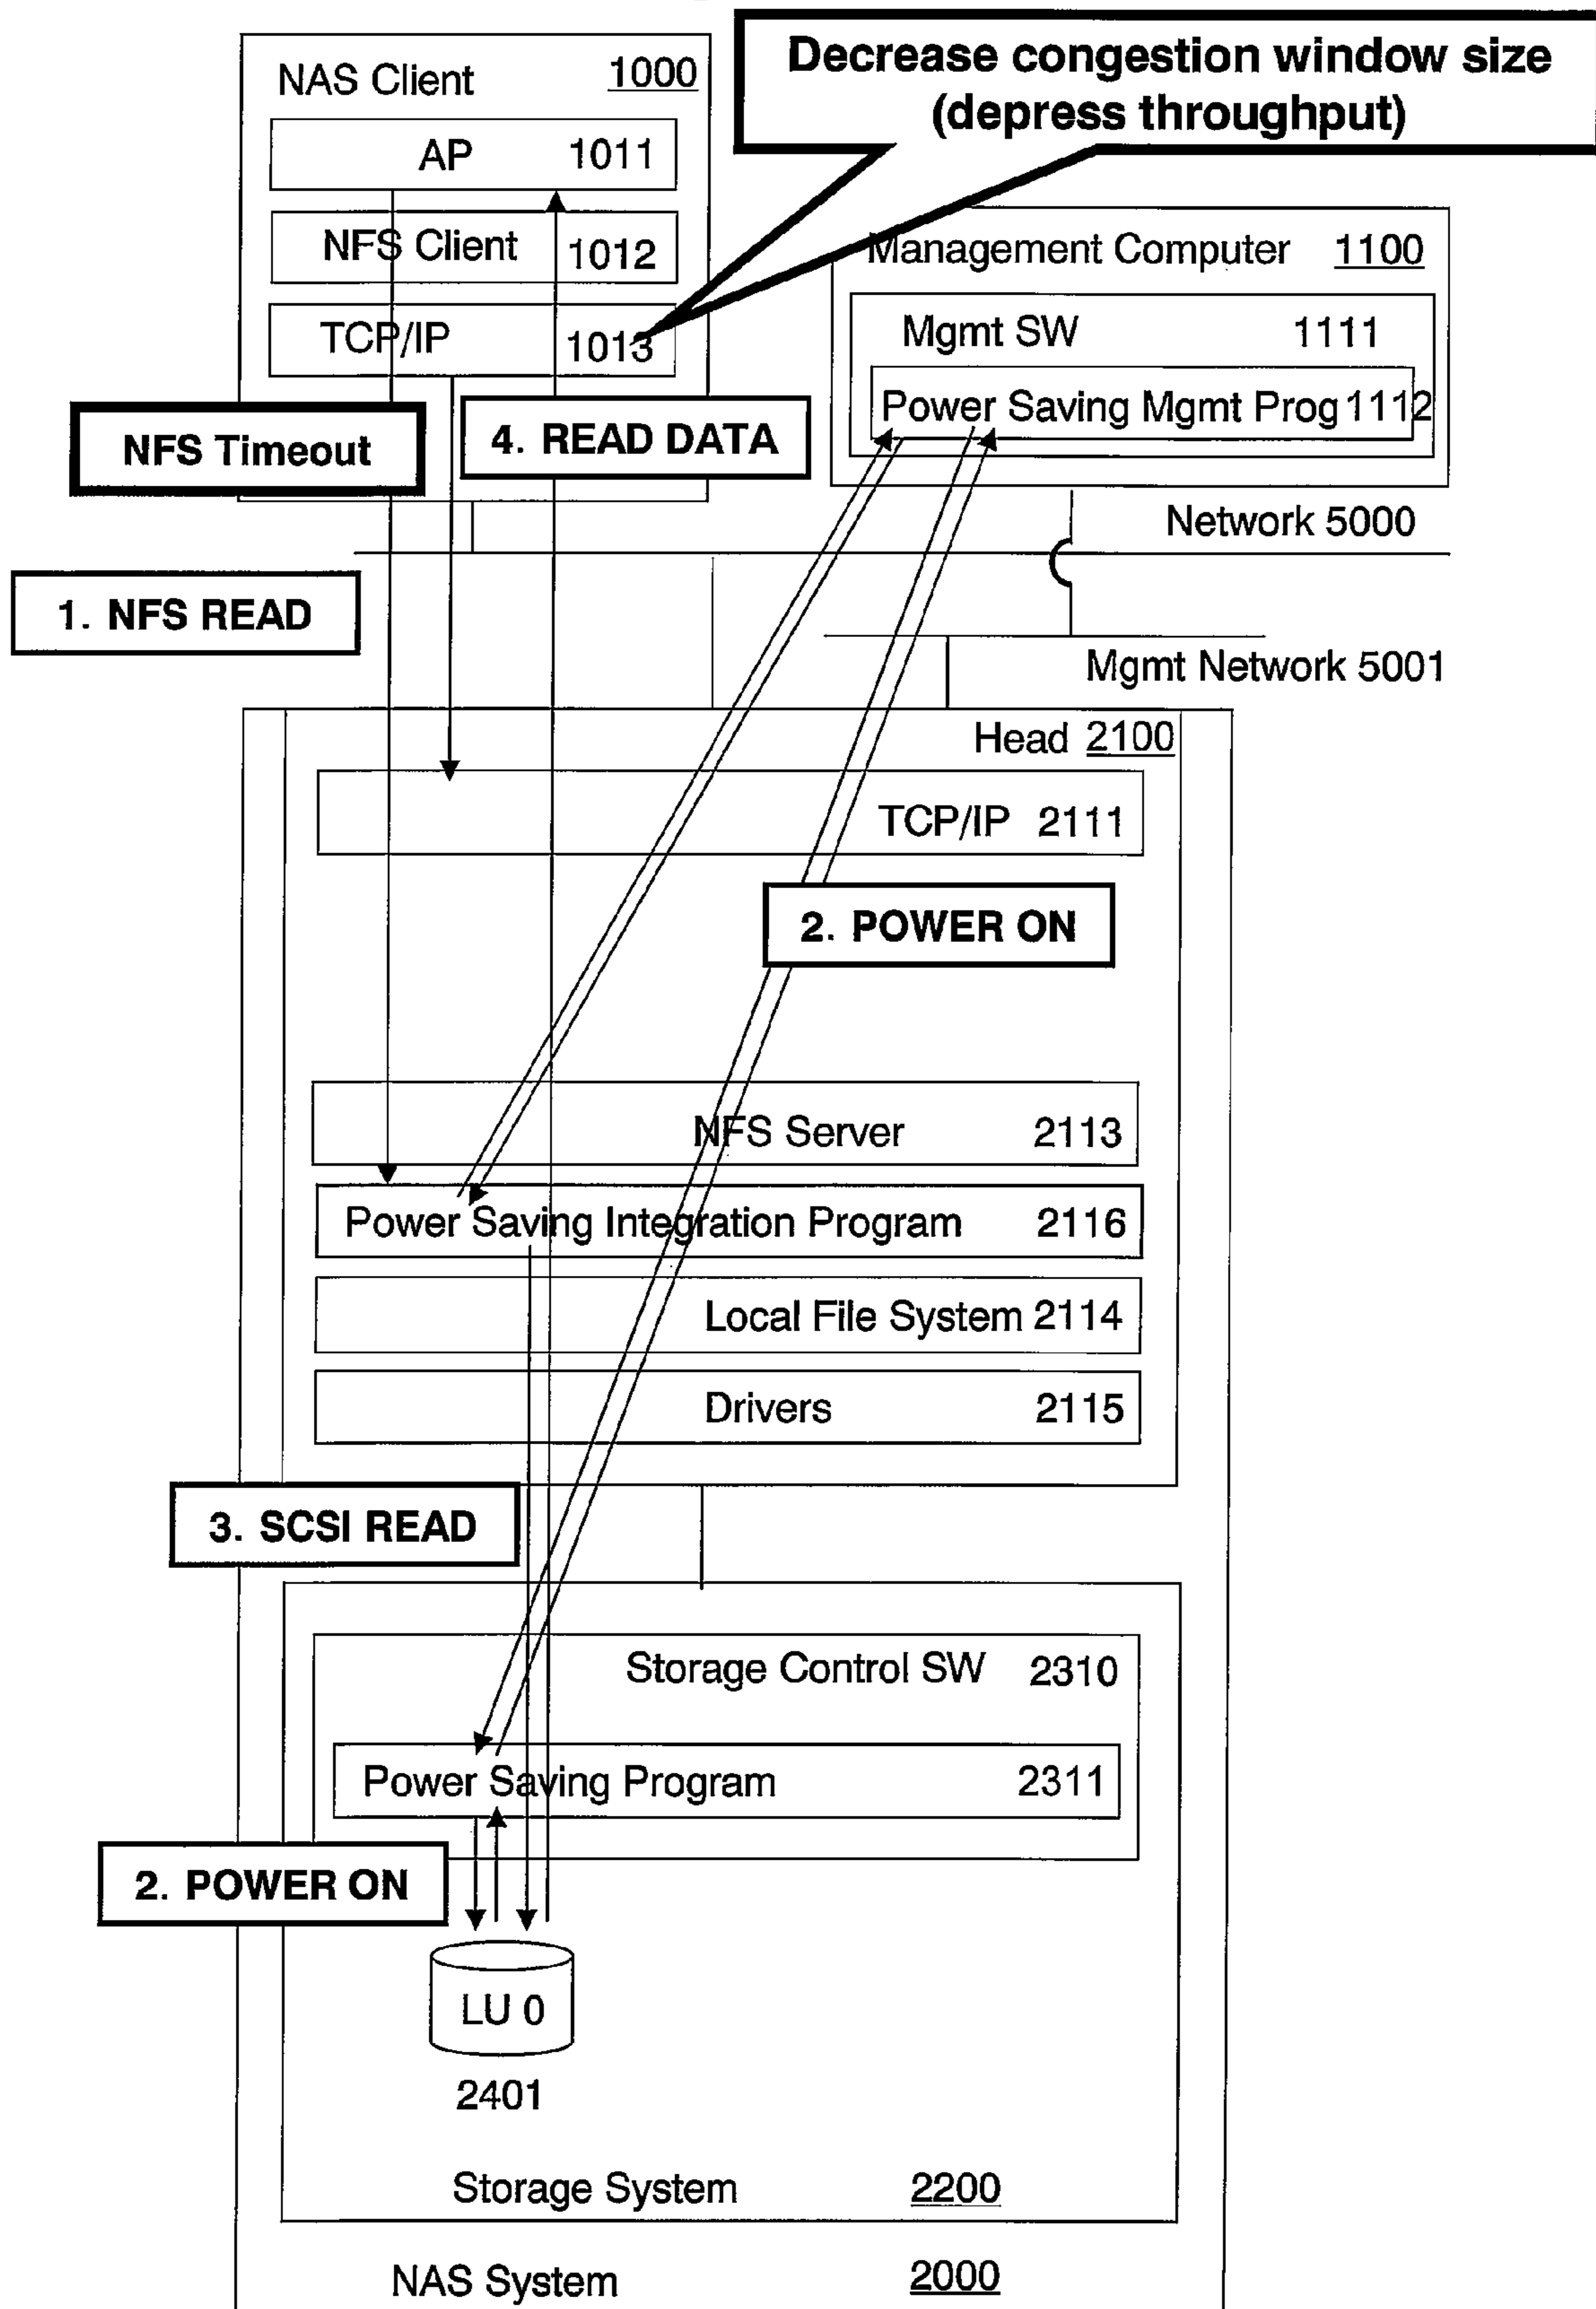 Decrease congestion window size
(depress throughput)
NAS Client 1000
AP 1011
NFS Client 1012
TCP/IP 1013
Management Computer 1100
Mgmt SW 1111
Power Saving Mgmt Prog 1112
NFS Timeout
4. READ DATA
Network 5000
1. NFS READ
Mgmt Network 5001
Head 2100
TCP/IP 2111
2. POWER ON
NFS Server 2113
Power Saving Integration Program 2116
Local File System 2114
Drivers 2115
3. SCSI READ
Storage Control SW 2310
Power Saving Program 2311
2. POWER ON
LU 0
2401
Storage System 2200
NAS System 2000